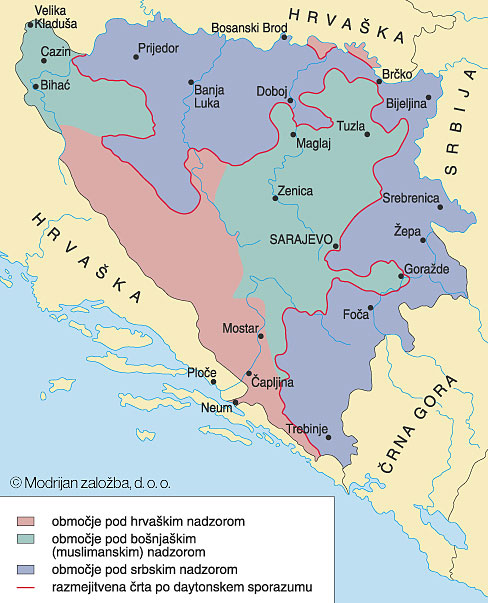 HRVAŠKA
Velika
Kladuša
Bosanski Brod
Cazin
Prijedor
Bihać
Banja
Luka
Doboj
Brčko
Bijeljina
SRBIJA
Tuzla
Maglaj
Zenica
Srebrenica
HRVAŠKA
SARAJEVO
Žepa
Goražde
Foča
Mostar
Ploče
Čapljina
Neum
Trebinje
ČRNA GORA
© Modrijan založba, d. o. o.
območje pod hrvaškim nadzorom
območje pod bošnjaškim
(muslimanskim) nadzorom
območje pod srbskim nadzorom
razmejitvena črta po daytonskem sporazumu